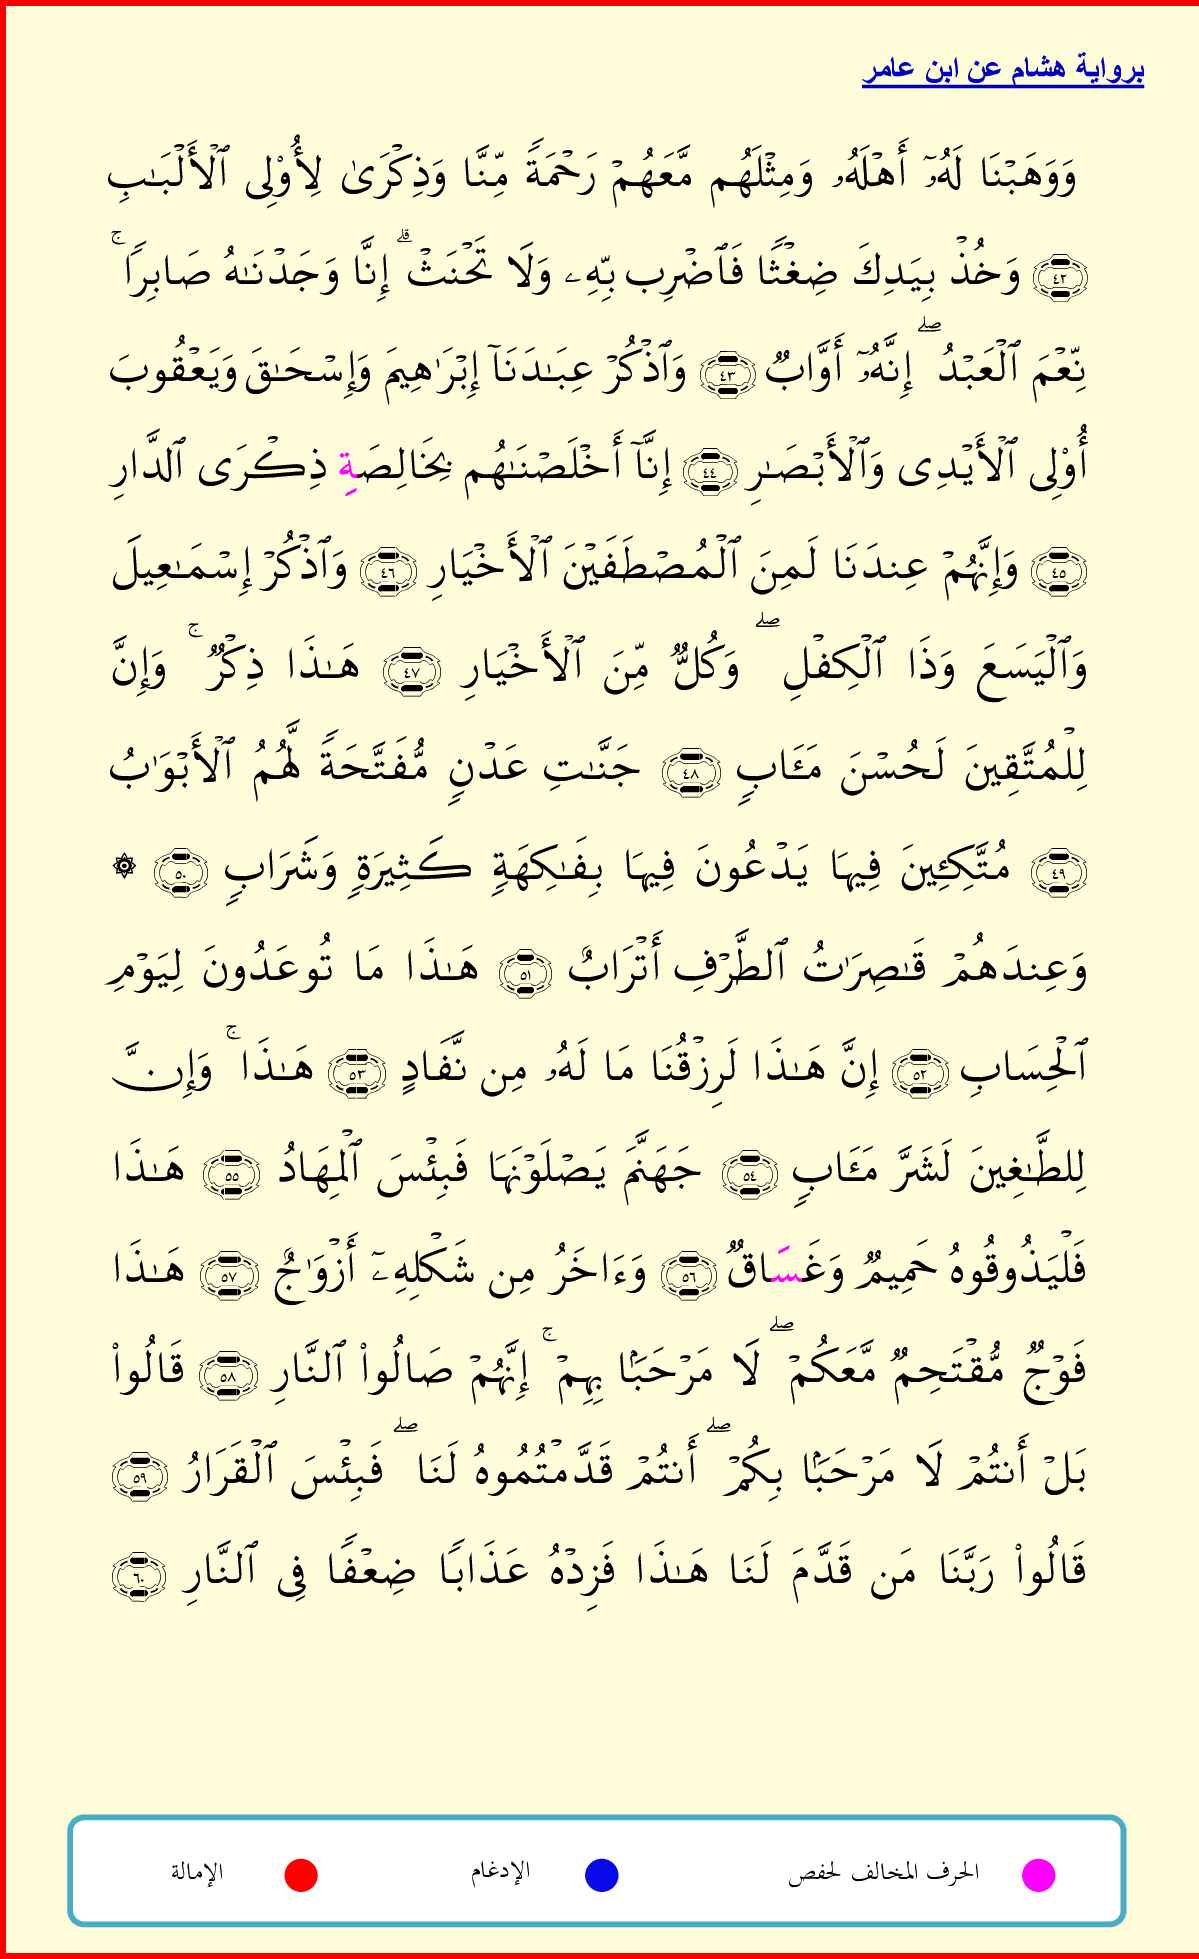 برواية هشام عن ابن عامر
وَوَهَبْنَا لَهُۥٓ أَهْلَهُۥ وَمِثْلَهُم مَّعَهُمْ رَحْمَةً مِّنَّا وَذِكْرَىٰ لِأُوْلِى ٱلْأَلْبَـٰبِ
٤٢ وَخُذْ بِيَدِكَ ضِغْثًا فَٱضْرِب بِّهِۦ وَلَا تَحْنَثْ ۗ إِنَّا وَجَدْنَـٰهُ صَابِرًا ۚ
نِّعْمَ ٱلْعَبْدُ ۖ إِنَّهُۥٓ أَوَّابٌ ٤٣ وَٱذْكُرْ عِبَـٰدَنَآ إِبْرَٰهِيمَ وَإِسْحَـٰقَ وَيَعْقُوبَ
أُوْلِى ٱلْأَيْدِى وَٱلْأَبْصَـٰرِ ٤٤ إِنَّآ أَخْلَصْنَـٰهُم بِخَالِصَةِ ذِكْرَى ٱلدَّارِ
٤٥ وَإِنَّهُمْ عِندَنَا لَمِنَ ٱلْمُصْطَفَيْنَ ٱلْأَخْيَارِ ٤٦ وَٱذْكُرْ إِسْمَـٰعِيلَ
وَٱلْيَسَعَ وَذَا ٱلْكِفْلِ ۖ وَكُلٌّ مِّنَ ٱلْأَخْيَارِ ٤٧ هَـٰذَا ذِكْرٌ ۚ وَإِنَّ
لِلْمُتَّقِينَ لَحُسْنَ مَـَٔابٍ ٤٨ جَنَّـٰتِ عَدْنٍ مُّفَتَّحَةً لَّهُمُ ٱلْأَبْوَٰبُ
٤٩ مُتَّكِـِٔينَ فِيهَا يَدْعُونَ فِيهَا بِفَـٰكِهَةٍ كَثِيرَةٍ وَشَرَابٍ ٥٠ ۞
وَعِندَهُمْ قَـٰصِرَٰتُ ٱلطَّرْفِ أَتْرَابٌ ٥١ هَـٰذَا مَا تُوعَدُونَ لِيَوْمِ
ٱلْحِسَابِ ٥٢ إِنَّ هَـٰذَا لَرِزْقُنَا مَا لَهُۥ مِن نَّفَادٍ ٥٣ هَـٰذَا ۚ وَإِنَّ
لِلطَّـٰغِينَ لَشَرَّ مَـَٔابٍ ٥٤ جَهَنَّمَ يَصْلَوْنَهَا فَبِئْسَ ٱلْمِهَادُ ٥٥ هَـٰذَا
فَلْيَذُوقُوهُ حَمِيمٌ وَغَسَاقٌ ٥٦ وَءَاخَرُ مِن شَكْلِهِۦٓ أَزْوَٰجٌ ٥٧ هَـٰذَا
فَوْجٌ مُّقْتَحِمٌ مَّعَكُمْ ۖ لَا مَرْحَبًۢا بِهِمْ ۚ إِنَّهُمْ صَالُواْ ٱلنَّارِ ٥٨ قَالُواْ
بَلْ أَنتُمْ لَا مَرْحَبًۢا بِكُمْ ۖ أَنتُمْ قَدَّمْتُمُوهُ لَنَا ۖ فَبِئْسَ ٱلْقَرَارُ ٥٩
قَالُواْ رَبَّنَا مَن قَدَّمَ لَنَا هَـٰذَا فَزِدْهُ عَذَابًا ضِعْفًا فِى ٱلنَّارِ ٦٠
الحرف المخالف لحفص الإدغام الإمالة